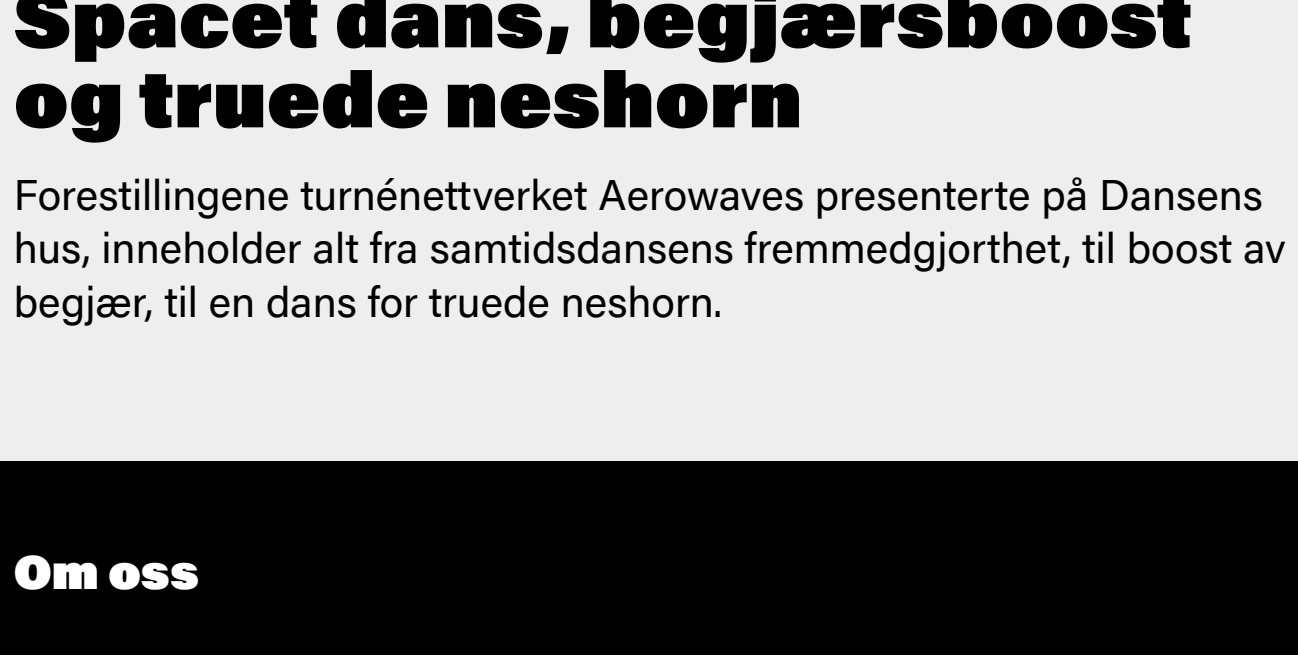 Spacet dans, begjærsboost
og truede neshorn
Forestillingene turnénettverket Aerowaves presenterte på Dansens
hus, inneholder alt fra samtidsdansens fremmedgjorthet, til boost av
begjær, til en dans for truede neshorn.
Om oss